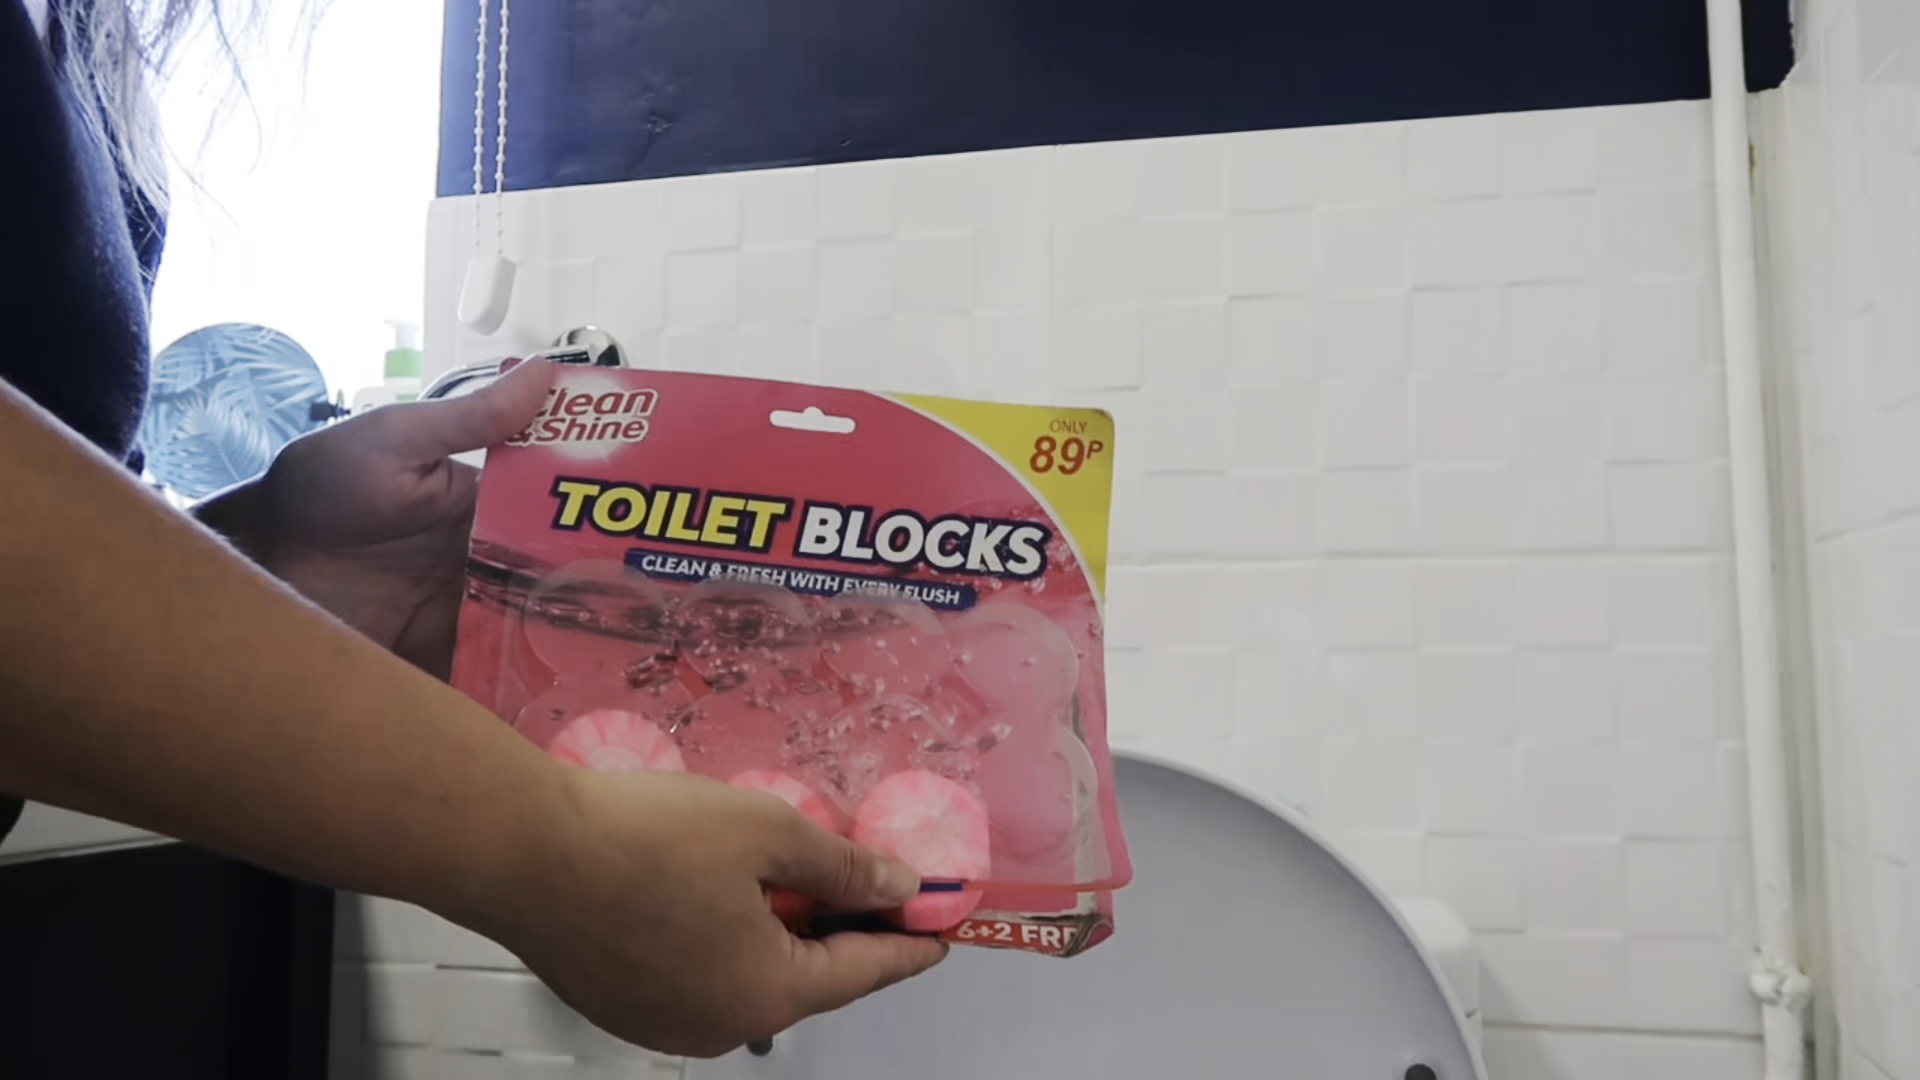 Clean
& Shine
ONLY
89P
TOILET BLOCKS
CLEAN & FRESH WITH EVERY FLUSH
6+2 FRE